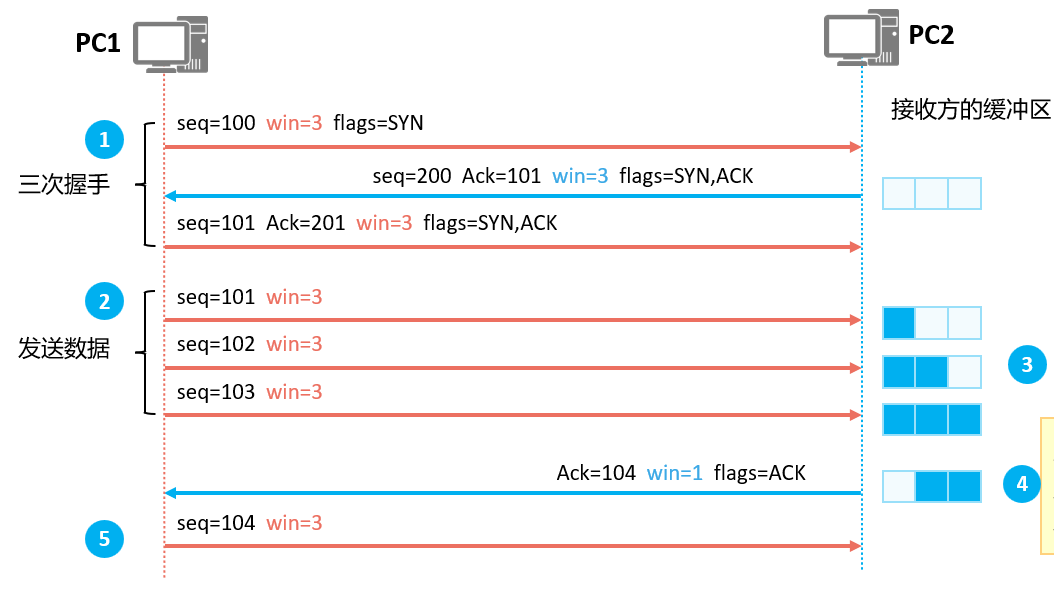 PC1
PC2
接收方的缓冲区
1
三次握手
seq=100 win=3 flags=SYN
seq=200 Ack=101 win=3 flags=SYN,ACK
seq=101 Ack=201 win=3 flags=SYN,ACK
2
发送数据
seq=101 win=3
seq=102 win=3
seq=103 win=3
3
Ack=104 win=1 flags=ACK
4
5
seq=104 win=3